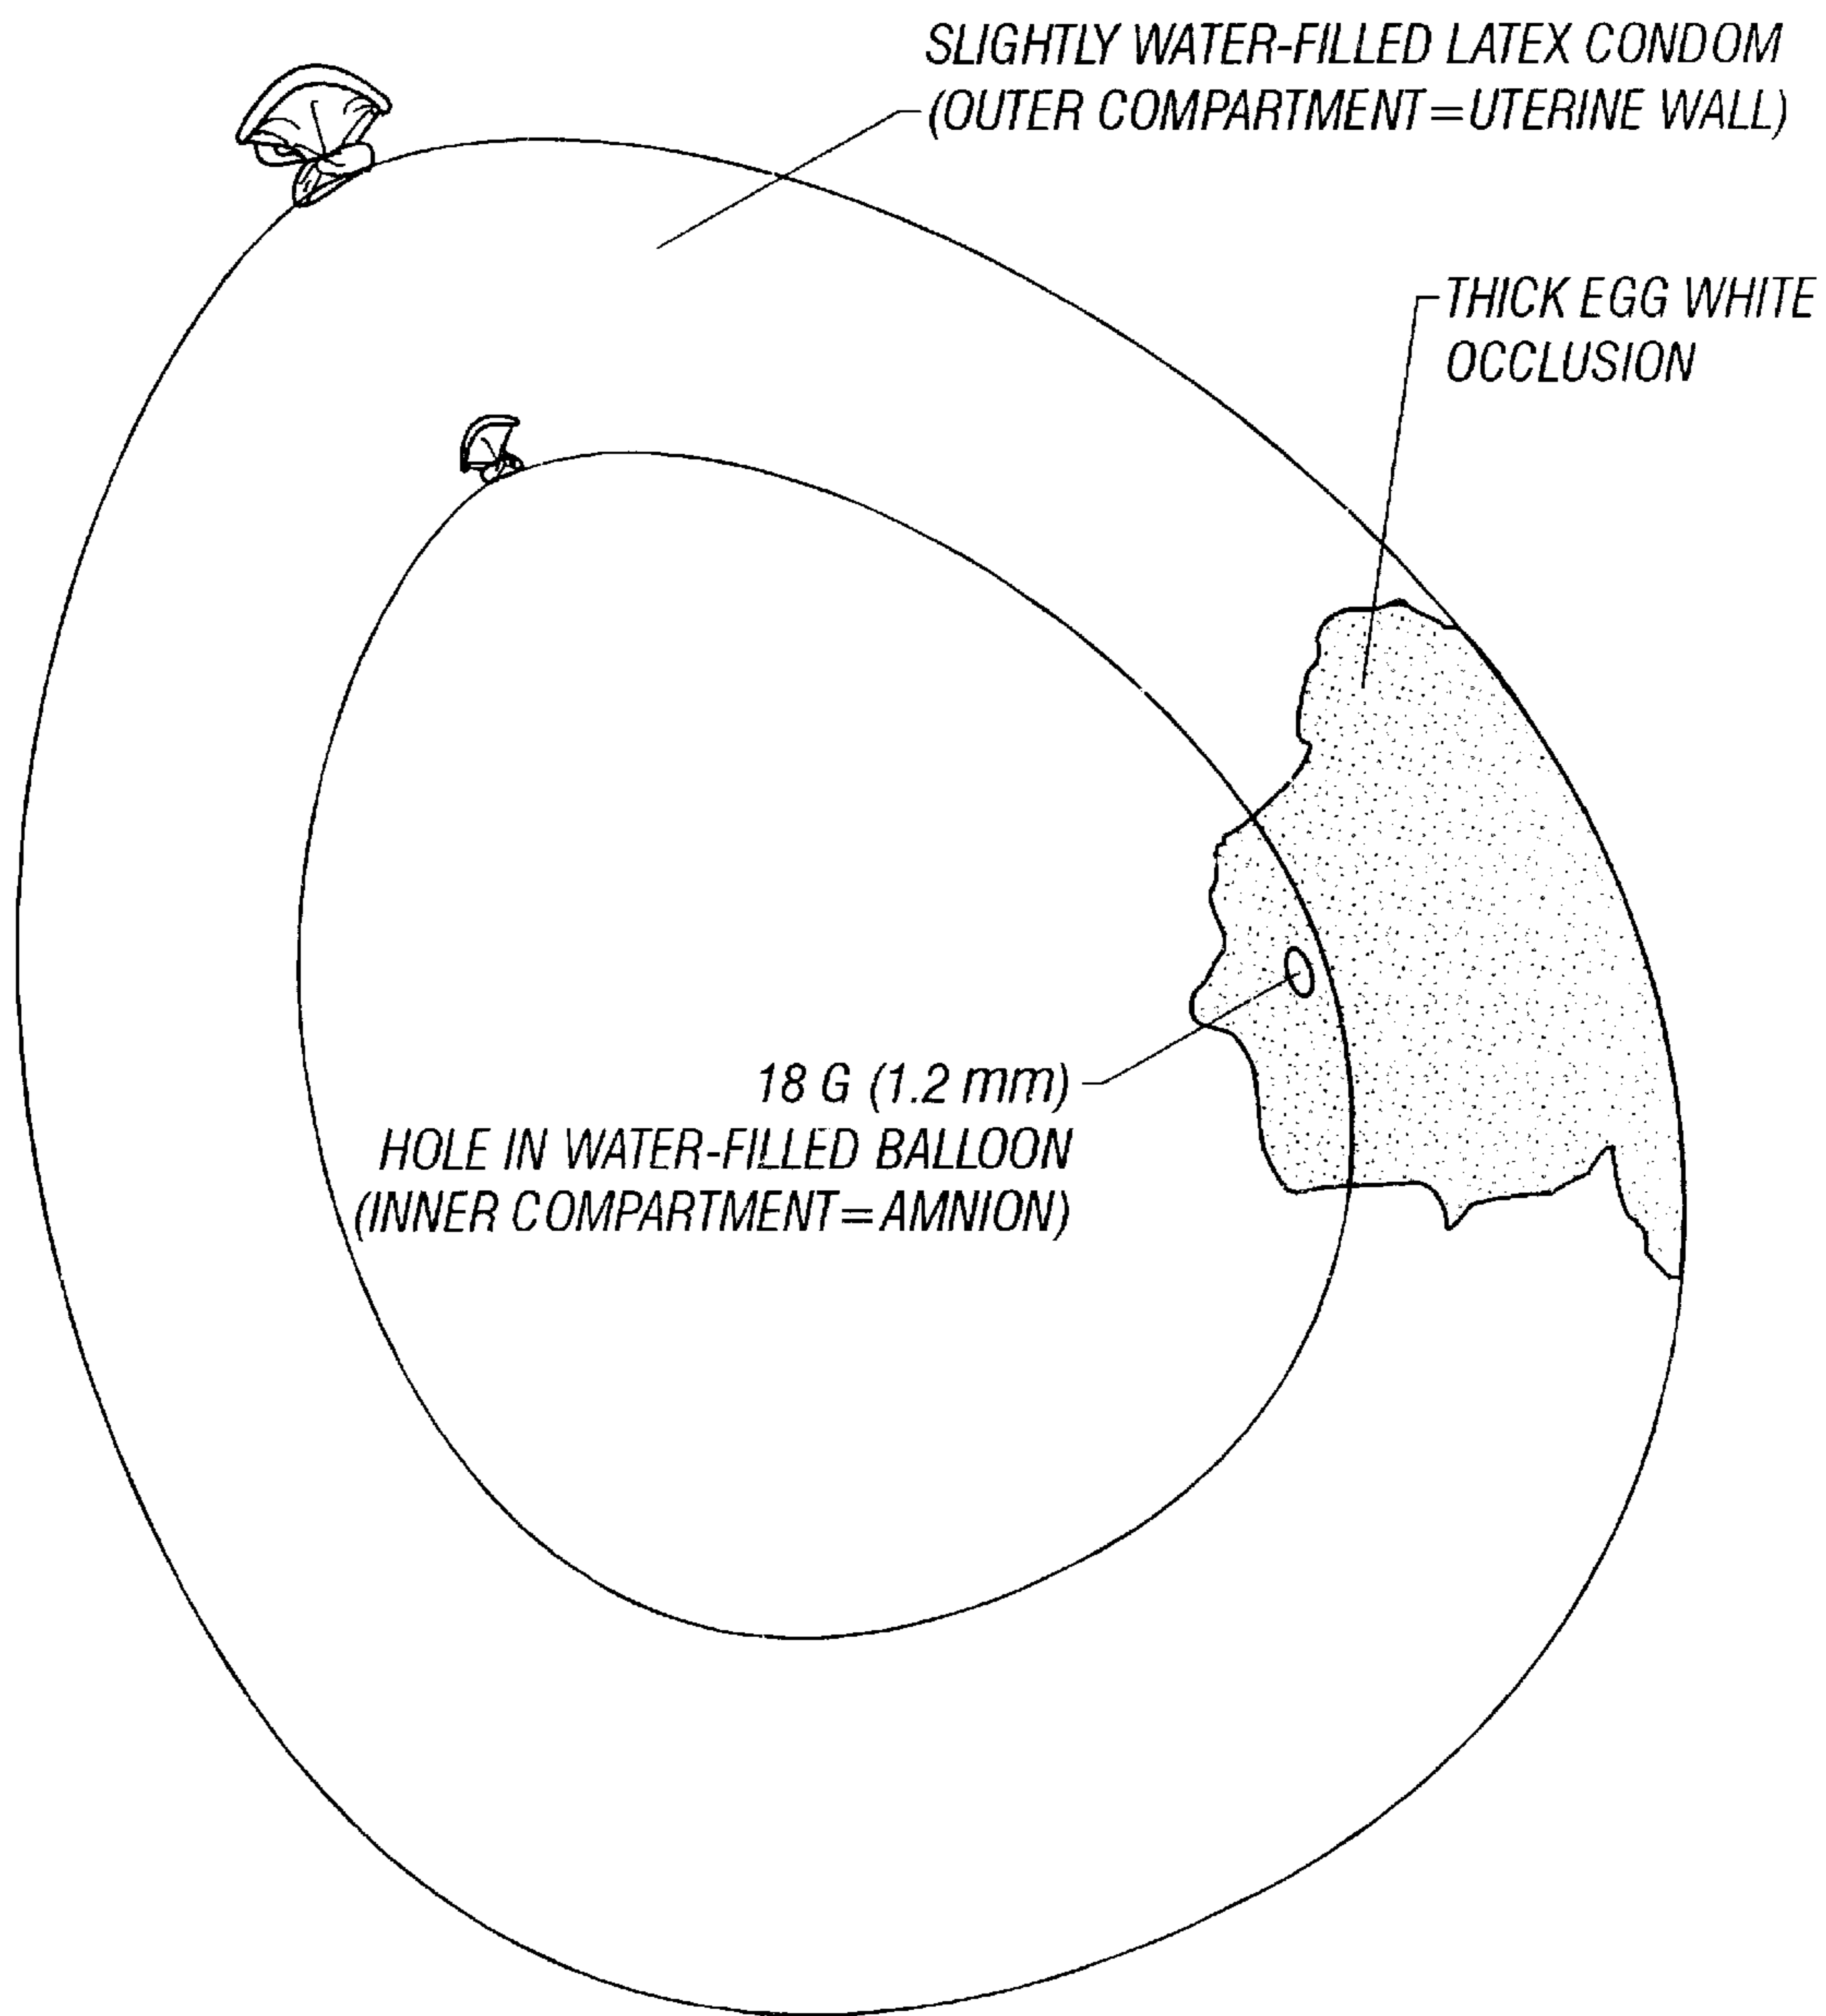 SLIGHTLY WATER-FILLED LATEX CONDOM
(OUTER COMPARTMENT=UTERINE WALL)
THICK EGG WHITE
OCCLUSION
18 G (1.2 mm)
HOLE IN WATER-FILLED BALLOON
(INNER COMPARTMENT=AMNION)